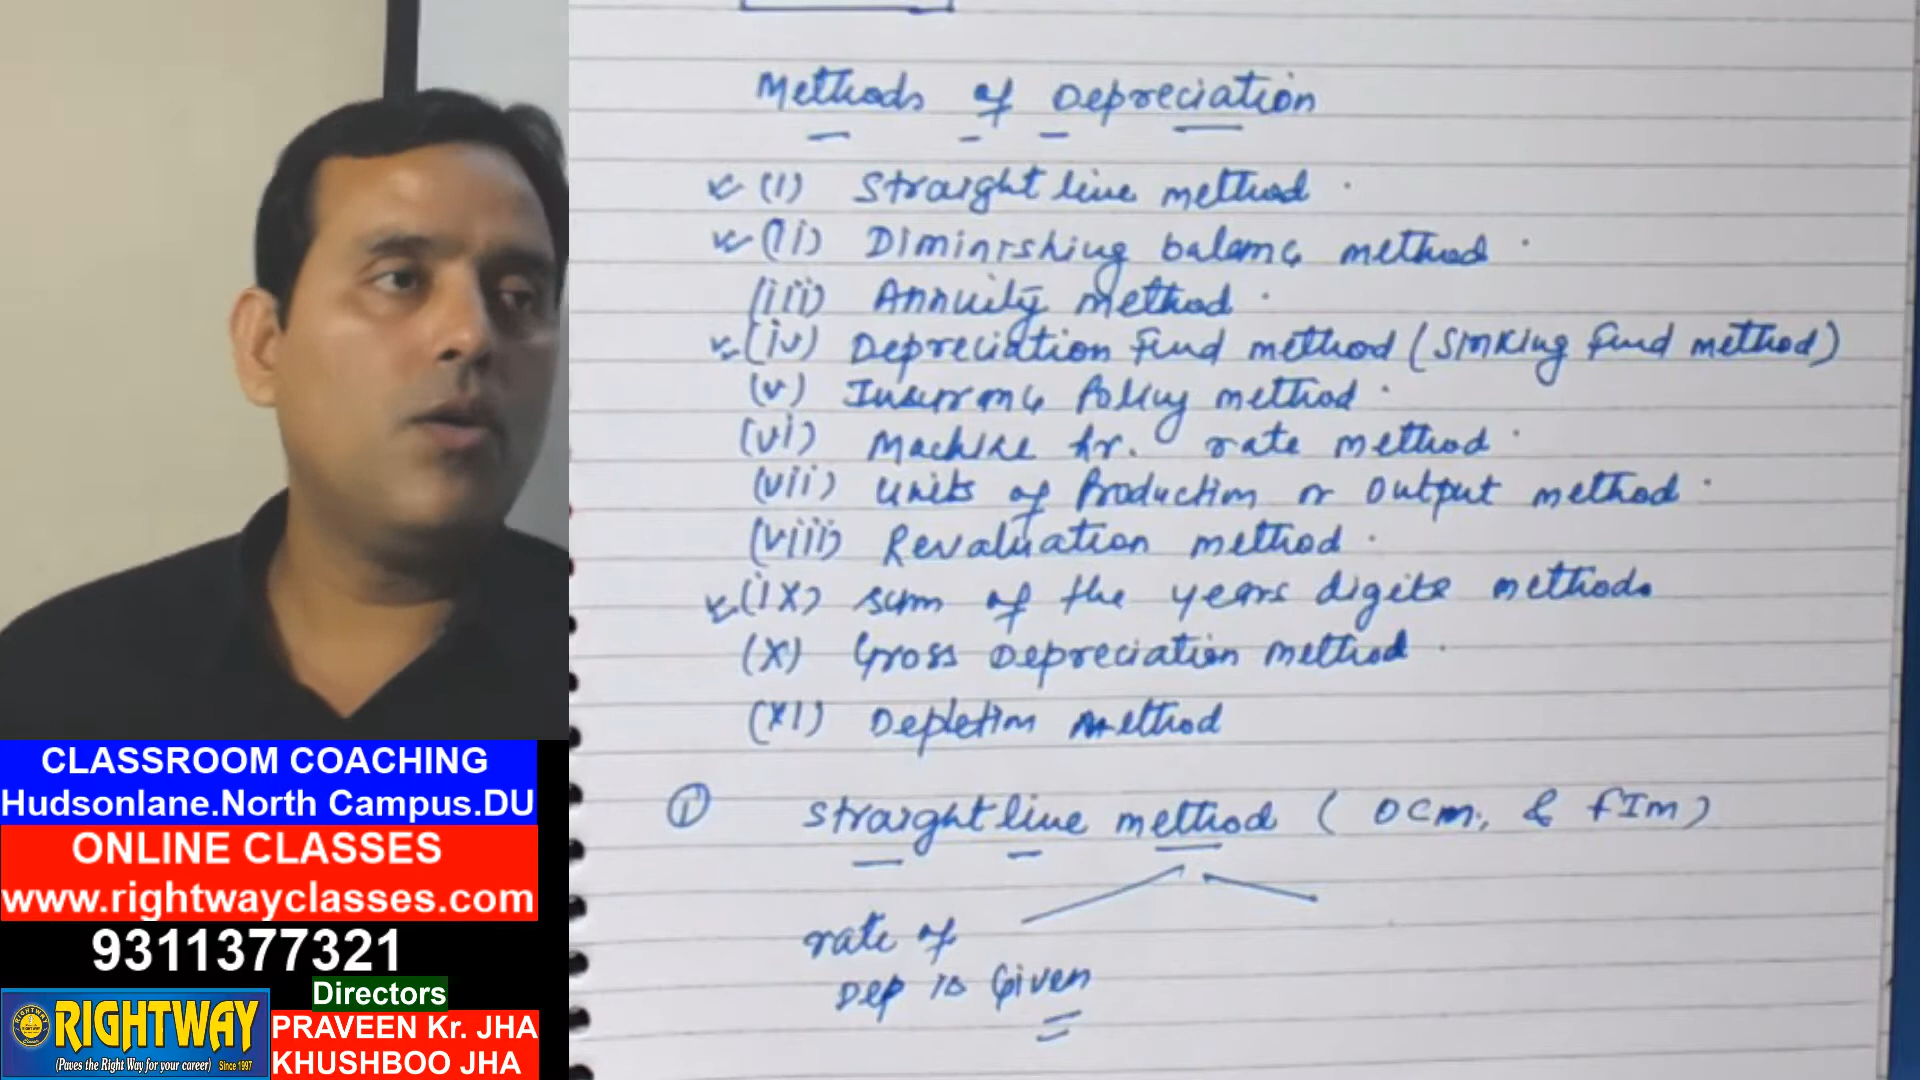 Methods of Depreciation
(i) Straight line method
(ii) Diminishing balance method
(iii) Annuity method
(iv) Depreciation Fund method (Sinking Fund method)
(v) Insurance Policy method
(vi) Machine hr. rate method
(vii) Units of Production or Output method
(viii) Revaluation method
(ix) Sum of the years digits method
(x) Gross Depreciation method
(xi) Depletion method
① Straight line method ( OCM, & FIM )
rate of
Dep is Given
CLASSROOM COACHING
Hudsonlane.North Campus.DU
ONLINE CLASSES
www.rightwayclasses.com
9311377321
Directors
PRAVEEN Kr. JHA
KHUSHBOO JHA
RIGHTWAY
(Paves the Right Way for your career) Since 1997